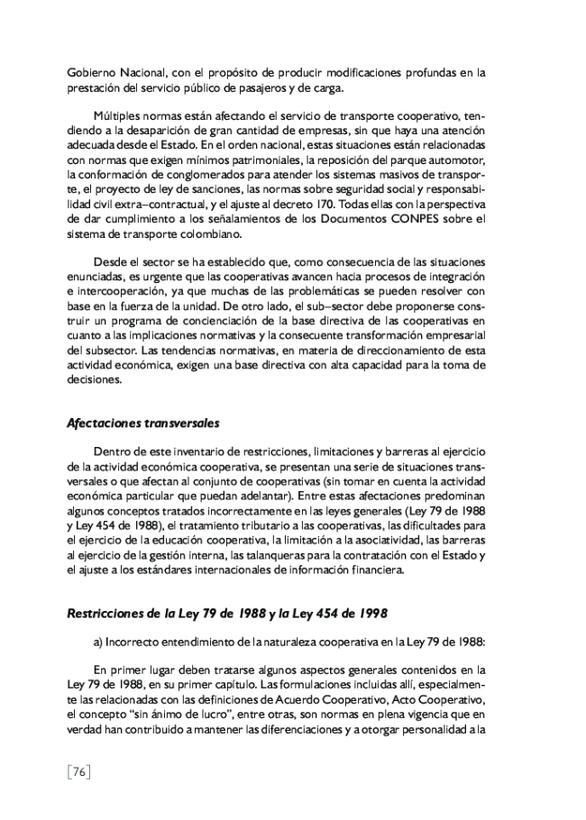 Gobierno Nacional, con el propósito de producir modificaciones profundas en la
prestación del servicio público de pasajeros y de carga.
Múltiples normas están afectando el servicio de transporte cooperativo, ten-
diendo a la desaparición de gran cantidad de empresas, sin que haya una atención
adecuada desde el Estado. En el orden nacional, estas situaciones están relacionadas
con normas que exigen mínimos patrimoniales, la reposición del parque automotor,
la conformación de conglomerados para atender los sistemas masivos de transpor-
te, el proyecto de ley de sanciones, las normas sobre seguridad social y responsabi-
lidad civil extra–contractual, y el ajuste al decreto 170. Todas ellas con la perspectiva
de dar cumplimiento a los señalamientos de los Documentos CONPES sobre el
sistema de transporte colombiano.
Desde el sector se ha establecido que, como consecuencia de las situaciones
enunciadas, es urgente que las cooperativas avancen hacia procesos de integración
e intercooperación, ya que muchas de las problemáticas se pueden resolver con
base en la fuerza de la unidad. De otro lado, el sub–sector debe proponerse cons-
truir un programa de concienciación de la base directiva de las cooperativas en
cuanto a las implicaciones normativas y la consecuente transformación empresarial
del subsector. Las tendencias normativas, en materia de direccionamiento de esta
actividad económica, exigen una base directiva con alta capacidad para la toma de
decisiones.
Afectaciones transversales
Dentro de este inventario de restricciones, limitaciones y barreras al ejercicio
de la actividad económica cooperativa, se presentan una serie de situaciones trans-
versales o que afectan al conjunto de cooperativas (sin tomar en cuenta la actividad
económica particular que puedan adelantar). Entre estas afectaciones predominan
algunos conceptos tratados incorrectamente en las leyes generales (Ley 79 de 1988
y Ley 454 de 1988), el tratamiento tributario a las cooperativas, las dificultades para
el ejercicio de la educación cooperativa, la limitación a la asociatividad, las barreras
al ejercicio de la gestión interna, las talanqueras para la contratación con el Estado y
el ajuste a los estándares internacionales de información financiera.
Restricciones de la Ley 79 de 1988 y la Ley 454 de 1998
a) Incorrecto entendimiento de la naturaleza cooperativa en la Ley 79 de 1988:
En primer lugar deben tratarse algunos aspectos generales contenidos en la
Ley 79 de 1988, en su primer capítulo. Las formulaciones incluidas allí, especialmen-
te las relacionadas con las definiciones de Acuerdo Cooperativo, Acto Cooperativo,
el concepto “sin ánimo de lucro”, entre otras, son normas en plena vigencia que en
verdad han contribuido a mantener las diferenciaciones y a otorgar personalidad a la
[76]